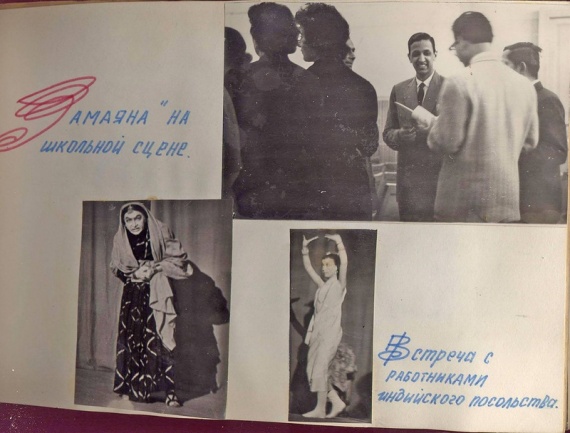 Рамаяна" на
школьной сцене.
Встреча с
работниками
индийского посольства.